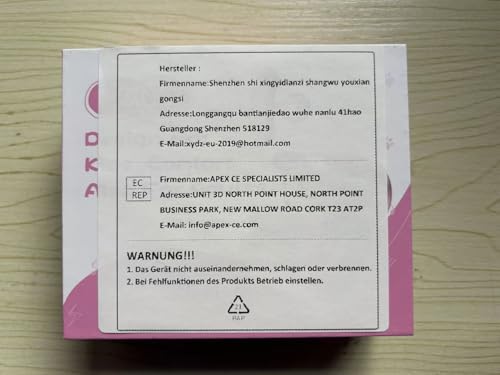 Hersteller :
Firmenname:Shenzhen shi xingyidianzi shangwu youxian
gongsi
Adresse:Longgangqu bantianjiedao wuhe nanlu 41hao
Guangdong Shenzhen 518129
E-Mail:xydz-eu-2019@hotmail.com
EC
REP
Firmenname:APEX CE SPECIALISTS LIMITED
Adresse:UNIT 3D NORTH POINT HOUSE, NORTH POINT
BUSINESS PARK, NEW MALLOW ROAD CORK T23 AT2P
E-Mail: info@apex-ce.com
WARNUNG!!!
1. Das Gerät nicht auseinandernehmen, schlagen oder verbrennen.
2. Bei Fehlfunktionen des Produkts Betrieb einstellen.
21
PAP